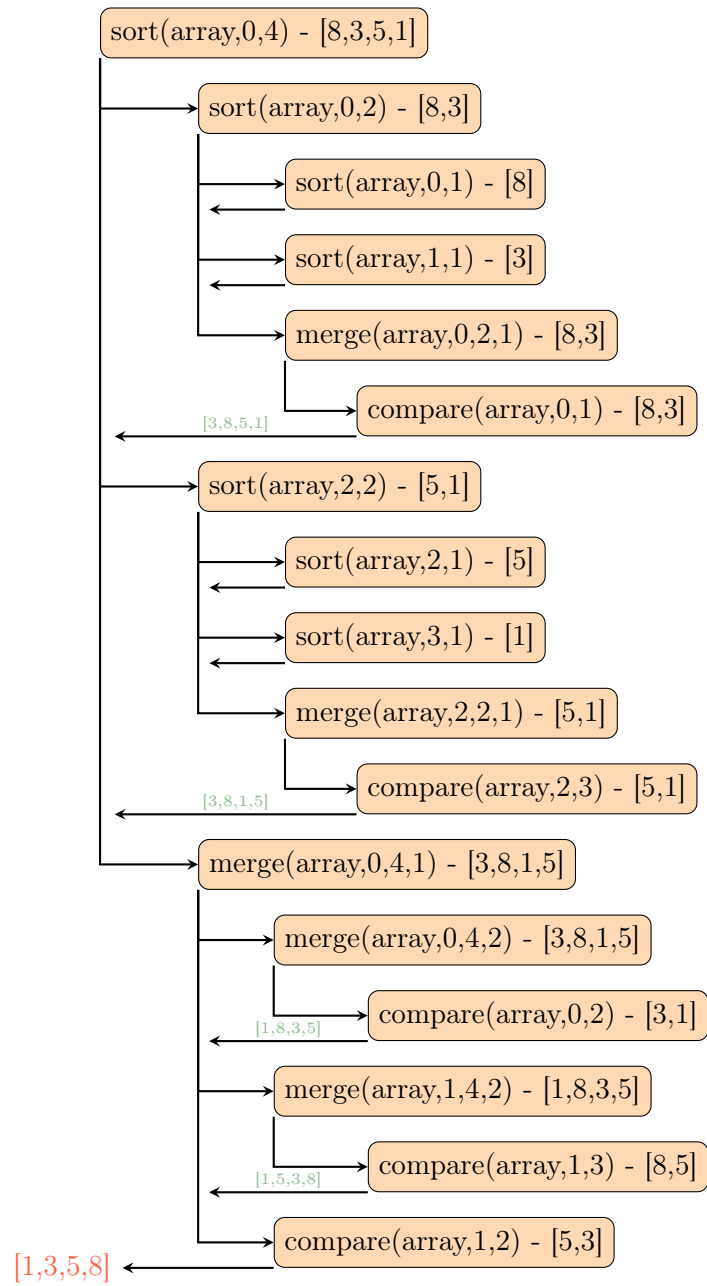 sort(array,0,4) - [8,3,5,1]
sort(array,0,2) - [8,3]
sort(array,0,1) - [8]
sort(array,1,1) - [3]
merge(array,0,2,1) - [8,3]
compare(array,0,1) - [8,3]
[3,8,5,1]
sort(array,2,2) - [5,1]
sort(array,2,1) - [5]
sort(array,3,1) - [1]
merge(array,2,2,1) - [5,1]
compare(array,2,3) - [5,1]
[3,8,1,5]
merge(array,0,4,1) - [3,8,1,5]
merge(array,0,4,2) - [3,8,1,5]
compare(array,0,2) - [3,1]
[1,8,3,5]
merge(array,1,4,2) - [1,8,3,5]
compare(array,1,3) - [8,5]
[1,5,3,8]
compare(array,1,2) - [5,3]
[1,3,5,8]